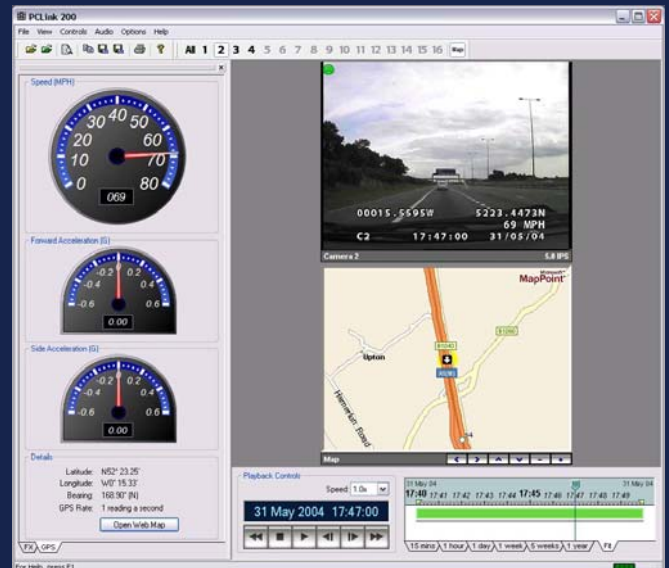 PCLink 200
File View Controls Audio Options Help
All 1 2 3 4 5 6 7 8 9 10 11 12 13 14 15 16 Map
Speed (MPH)
0 10 20 30 40 50 60 70 80
069
Forward Acceleration (G)
-0.6 -0.4 -0.2 0 0.2 0.4 0.6
0.00
Side Acceleration (G)
-0.6 -0.4 -0.2 0 0.2 0.4 0.6
0.00
Details
Latitude: N52° 23.25'
Longitude: W0° 15.33'
Bearing: 168.90° (N)
GPS Rate: 1 reading a second
Open Web Map
FX GPS
For Help, press F1
00015.5595W 5223.4473N
69 MPH
C2 17:47:00 31/05/04
Camera 2 5.8 IPS
Microsoft
MapPoint
B1043
B1090
Upton
Hamerton Road
Map
Playback Controls
Speed: 1.0x
31 May 2004 17:47:00
31 May 04 31 May 04
17:40 17:41 17:42 17:43 17:44 17:45 17:46 17:47 17:48 17:49
15 mins 1 hour 1 day 1 week 5 weeks 1 year Fit